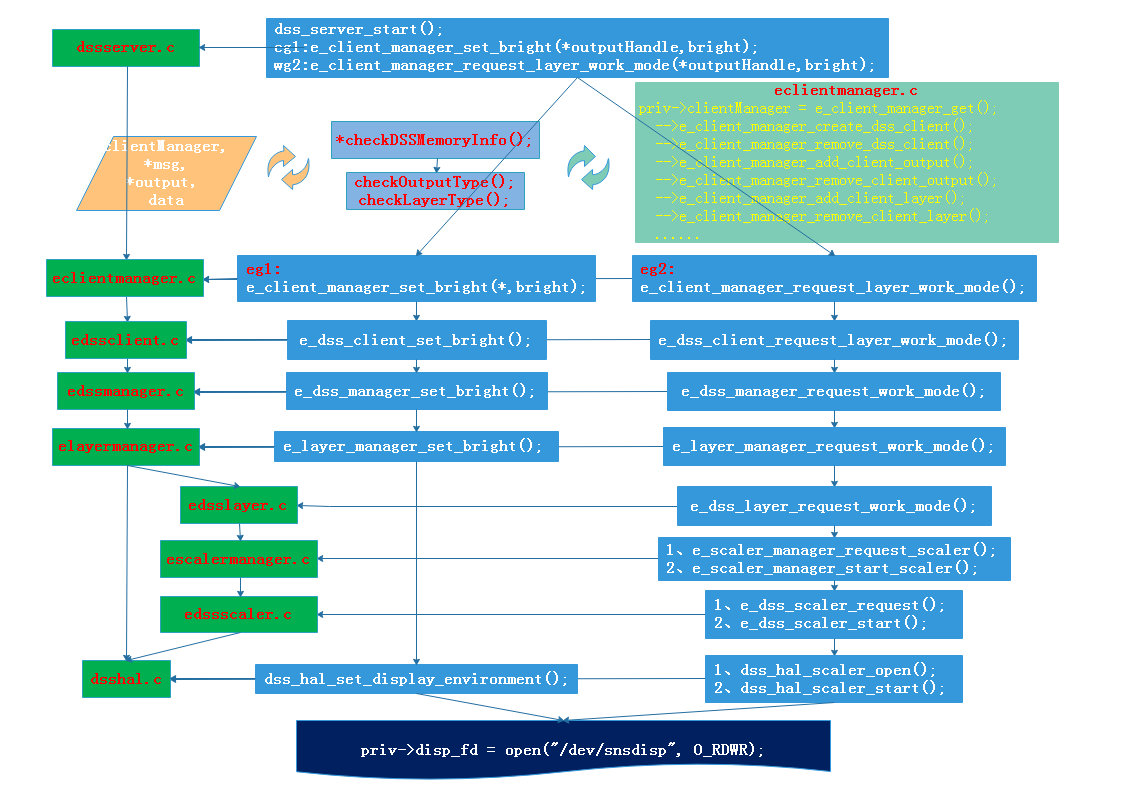 dssserver.c
dss_server_start();
cg1:e_client_manager_set_bright(*outputHandle,bright);
wg2:e_client_manager_request_layer_work_mode(*outputHandle,bright);
eclientmanager.c
priv->clientManager = e_client_manager_get();
-->e_client_manager_create_dss_client();
-->e_client_manager_remove_dss_client();
-->e_client_manager_add_client_output();
-->e_client_manager_remove_client_output();
-->e_client_manager_add_client_layer();
-->e_client_manager_remove_client_layer();
......
clientManager,
*msg,
*output,
data
*checkDSSMemoryInfo();
checkOutputType();
checkLayerType();
eclientmanager.c
eg1:
e_client_manager_set_bright(*,bright);
eg2:
e_client_manager_request_layer_work_mode();
edssclient.c
e_dss_client_set_bright();
e_dss_client_request_layer_work_mode();
edssmanager.c
e_dss_manager_set_bright();
e_dss_manager_request_work_mode();
elayermanager.c
e_layer_manager_set_bright();
e_layer_manager_request_work_mode();
edsslayer.c
e_dss_layer_request_work_mode();
escalermanager.c
1、e_scaler_manager_request_scaler();
2、e_scaler_manager_start_scaler();
edssscaler.c
1、e_dss_scaler_request();
2、e_dss_scaler_start();
dsshal.c
dss_hal_set_display_environment();
1、dss_hal_scaler_open();
2、dss_hal_scaler_start();
priv->disp_fd = open("/dev/snsdisp", O_RDWR);